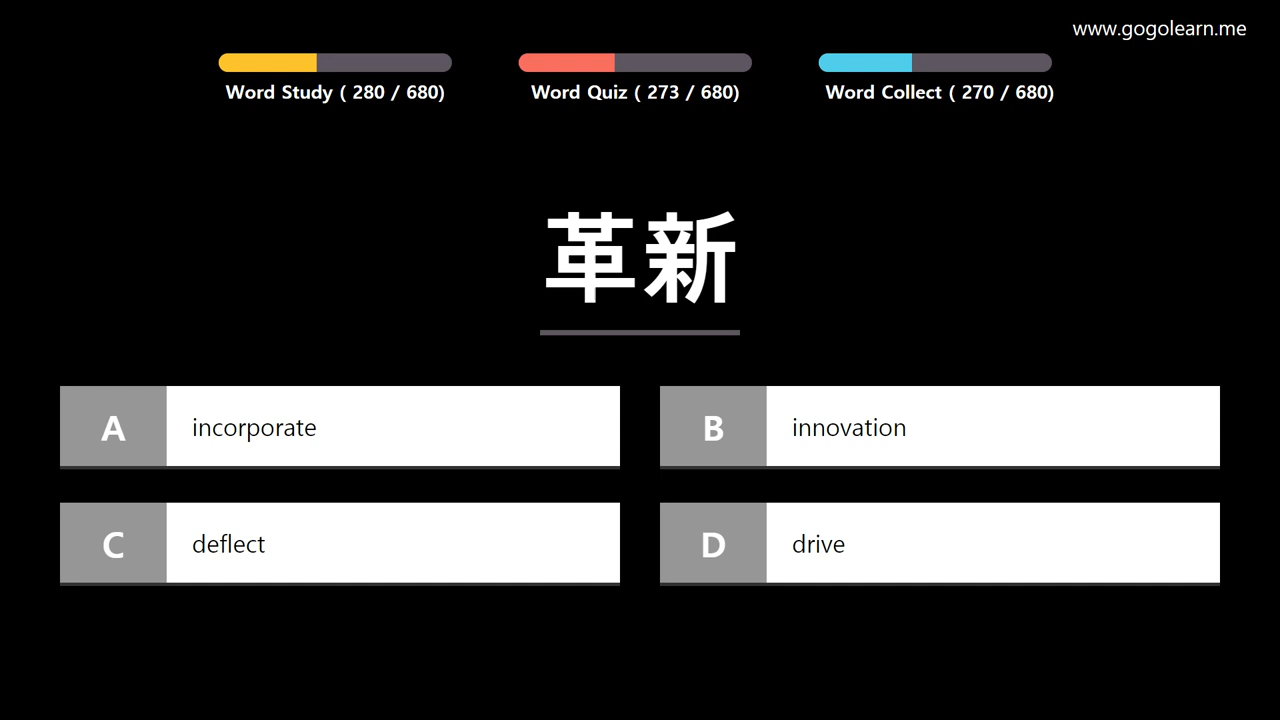 www.gogolearn.me
Word Study ( 280 / 680)
Word Quiz ( 273 / 680)
Word Collect ( 270 / 680)
革新
A incorporate
B innovation
C deflect
D drive